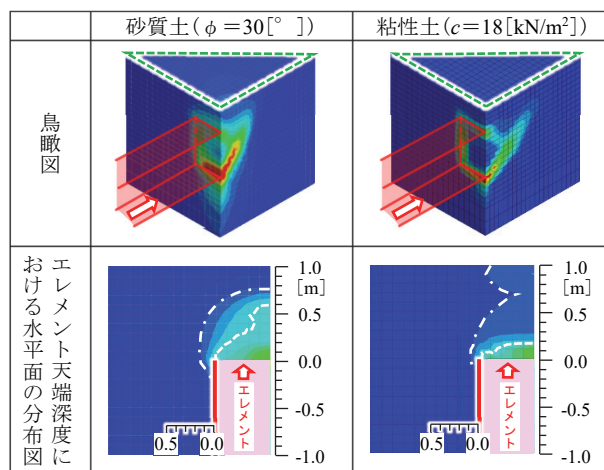 砂質土(φ=30[°])
粘性土(c=18[kN/m²])
鳥瞰図
エレメント天端深度に
おける水平面の分布図
1.0
[m]
0.5
0.0
-0.5
-1.0
0.5 0.0
エレメント
1.0
[m]
0.5
0.0
-0.5
-1.0
0.5 0.0
エレメント